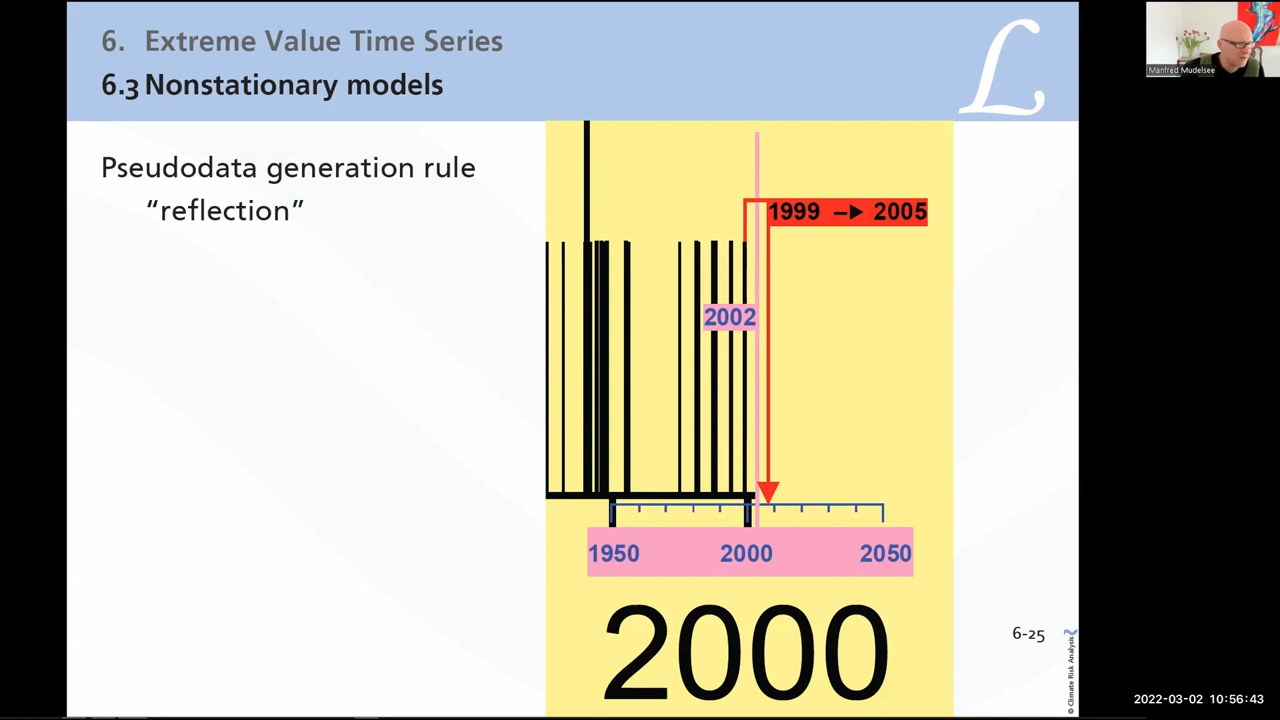 6. Extreme Value Time Series
6.3 Nonstationary models
L
Manfred Mudelsee
Pseudodata generation rule
“reflection”
1999 –► 2005
2002
1950 2000 2050
2000
6-25
© Climate Risk Analysis
2022-03-02 10:56:43